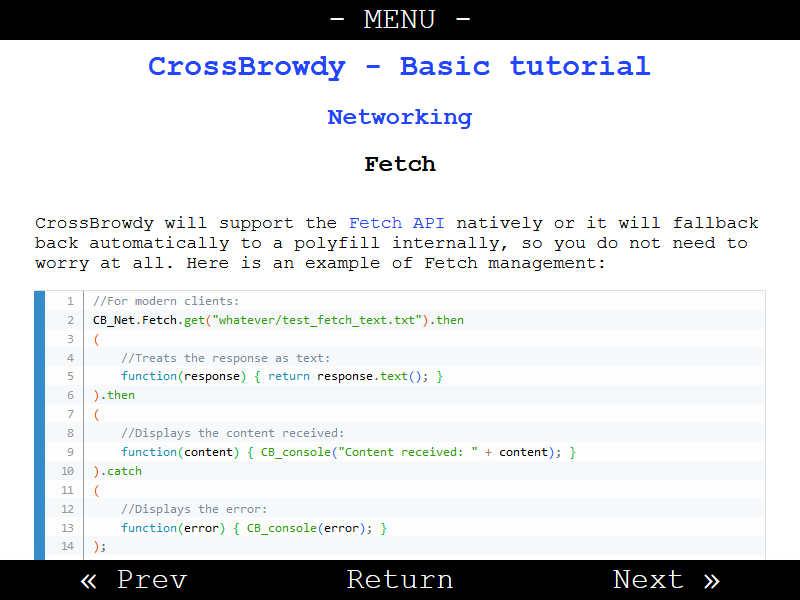 - MENU -
CrossBrowdy - Basic tutorial
Networking
Fetch
CrossBrowdy will support the Fetch API natively or it will fallback
back automatically to a polyfill internally, so you do not need to
worry at all. Here is an example of Fetch management:
1 //For modern clients:
2 CB_Net.Fetch.get("whatever/test_fetch_text.txt").then
3 (
4     //Treats the response as text:
5     function(response) { return response.text(); }
6 ).then
7 (
8     //Displays the content received:
9     function(content) { CB_console("Content received: " + content); }
10 ).catch
11 (
12     //Displays the error:
13     function(error) { CB_console(error); }
14 );
« Prev Return Next »